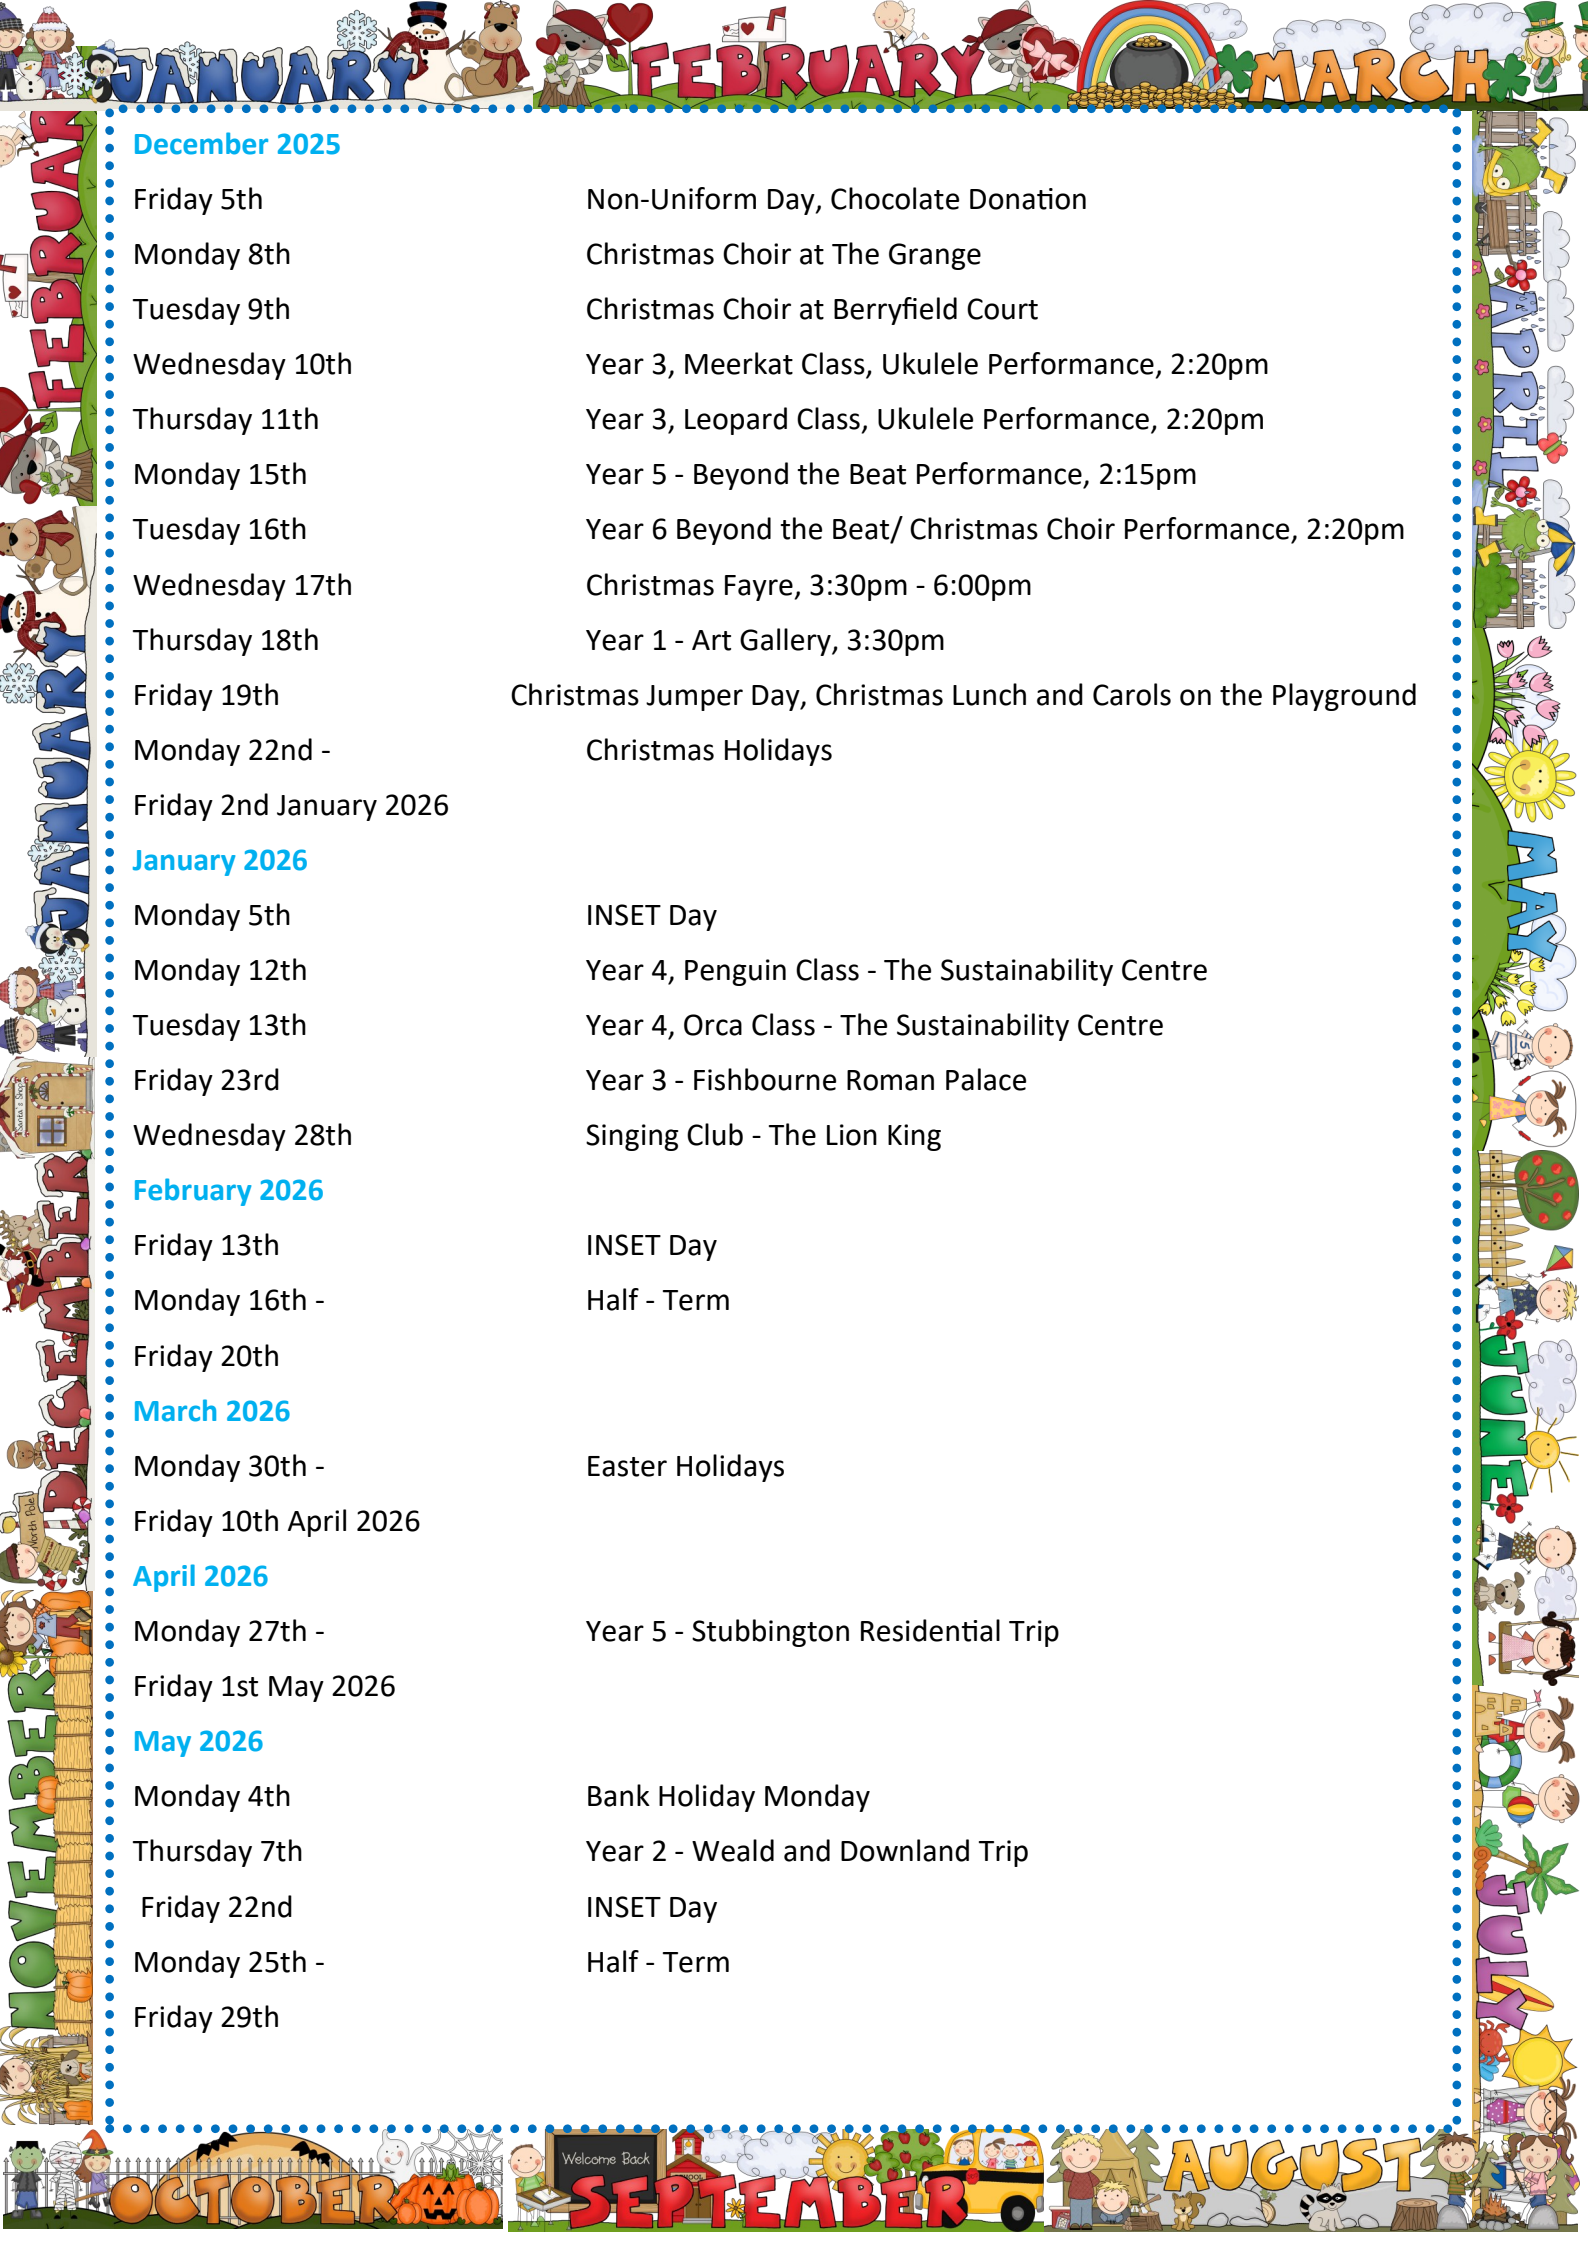 JANUARY FEBRUARY MARCH
December 2025
Friday 5th Non-Uniform Day, Chocolate Donation
Monday 8th Christmas Choir at The Grange
Tuesday 9th Christmas Choir at Berryfield Court
Wednesday 10th Year 3, Meerkat Class, Ukulele Performance, 2:20pm
Thursday 11th Year 3, Leopard Class, Ukulele Performance, 2:20pm
Monday 15th Year 5 - Beyond the Beat Performance, 2:15pm
Tuesday 16th Year 6 Beyond the Beat/ Christmas Choir Performance, 2:20pm
Wednesday 17th Christmas Fayre, 3:30pm - 6:00pm
Thursday 18th Year 1 - Art Gallery, 3:30pm
Friday 19th Christmas Jumper Day, Christmas Lunch and Carols on the Playground
Monday 22nd - Christmas Holidays
Friday 2nd January 2026
January 2026
Monday 5th INSET Day
Monday 12th Year 4, Penguin Class - The Sustainability Centre
Tuesday 13th Year 4, Orca Class - The Sustainability Centre
Friday 23rd Year 3 - Fishbourne Roman Palace
Wednesday 28th Singing Club - The Lion King
February 2026
Friday 13th INSET Day
Monday 16th - Half - Term
Friday 20th
March 2026
Monday 30th - Easter Holidays
Friday 10th April 2026
April 2026
Monday 27th - Year 5 - Stubbington Residential Trip
Friday 1st May 2026
May 2026
Monday 4th Bank Holiday Monday
Thursday 7th Year 2 - Weald and Downland Trip
Friday 22nd INSET Day
Monday 25th - Half - Term
Friday 29th
FEBRUAR
JANUARY
Santa's Shop
DECEMBER
North Pole
NOVEMBER
APRIL
MAY
JUNE
JULY
OCTOBER
Welcome Back
SCHOOL
SEPTEMBER
AUGUST